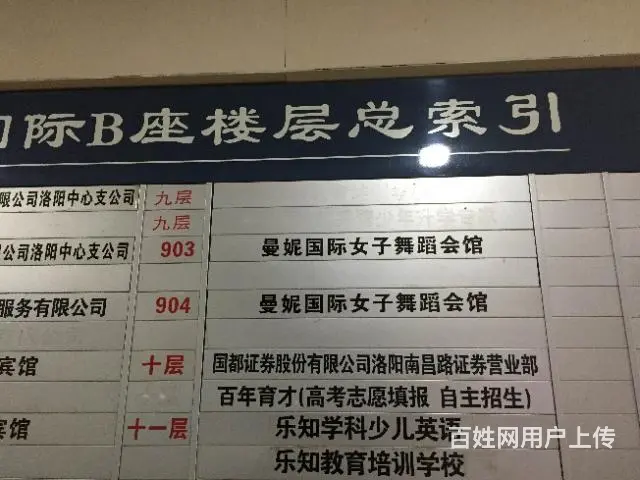 际B座楼层总索引
限公司洛阳中心支公司 九层
九层
公司洛阳中心支公司 903 曼妮国际女子舞蹈会馆
服务有限公司 904 曼妮国际女子舞蹈会馆
宾馆 十层 国都证券股份有限公司洛阳南昌路证券营业部
百年育才(高考志愿填报 自主招生)
宾馆 十一层 乐知学科少儿英语
乐知教育培训学校
百姓网用户上传